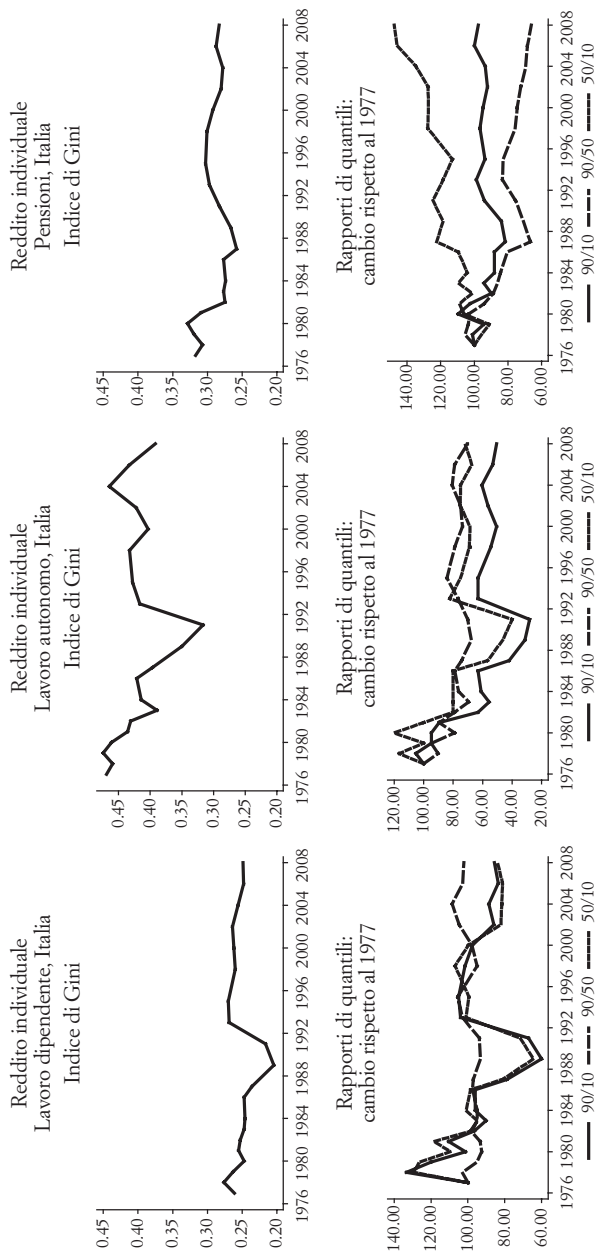 Reddito individuale
Lavoro dipendente, Italia
Indice di Gini
0.45
0.40
0.35
0.30
0.25
0.20
0.20
1976 1980 1984 1988 1992 1996 2000 2004 2008
Reddito individuale
Lavoro autonomo, Italia
Indice di Gini
0.45
0.40
0.35
0.30
0.25
0.20
1976 1980 1984 1988 1992 1996 2000 2004 2008
Reddito individuale
Pensioni, Italia
Indice di Gini
0.45
0.40
0.35
0.30
0.25
0.20
0.20
1976 1980 1984 1988 1992 1996 2000 2004 2008
Rapporti di quantili:
cambio rispetto al 1977
140.00
120.00
100.00
80.00
60.00
1976 1980 1984 1988 1992 1996 2000 2004 2008
90/10 90/50 50/10
Rapporti di quantili:
cambio rispetto al 1977
120.00
100.00
80.00
60.00
40.00
20.00
1976 1980 1984 1988 1992 1996 2000 2004 2008
90/10 90/50 50/10
Rapporti di quantili:
cambio rispetto al 1977
140.00
120.00
100.00
80.00
60.00
1976 1980 1984 1988 1992 1996 2000 2004 2008
90/10 90/50 50/10